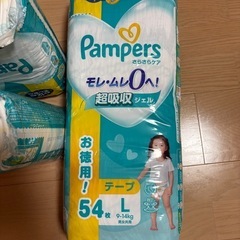 Pampers
さらさらケア
モレ・ムレ0へ!
超吸収
ジェル
お徳用!
テープ
54枚
L
9-14kg